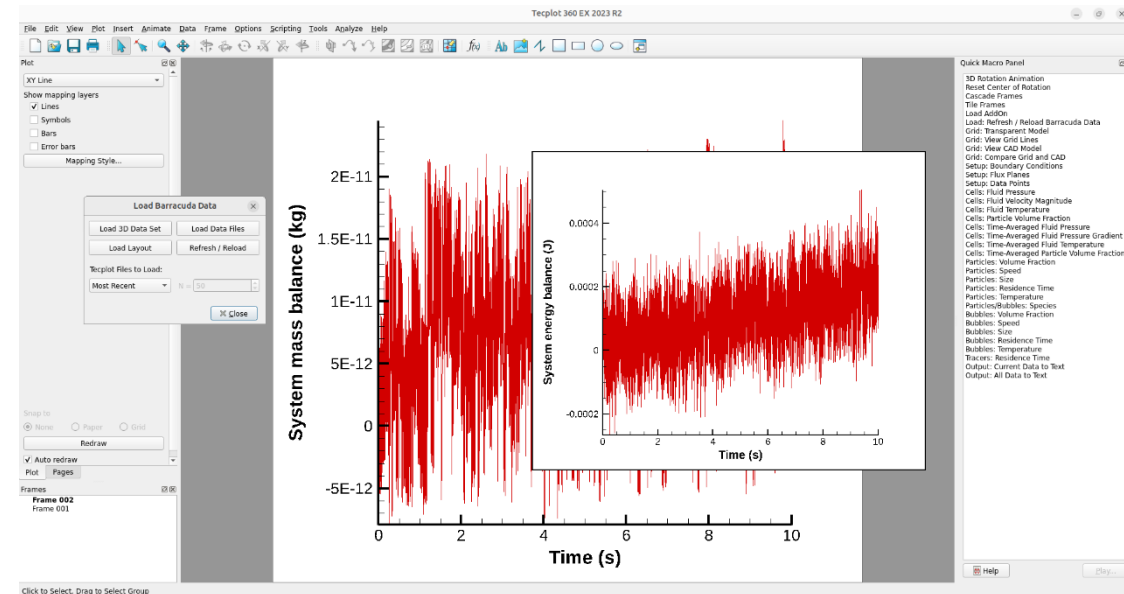 Tecplot 360 EX 2023 R2
File Edit View Plot Insert Animate Data Frame Options Scripting Tools Analyze Help
Plot
XY Line
Show mapping layers
Lines
Symbols
Bars
Error bars
Mapping Style...
Load Barracuda Data
Load 3D Data Set
Load Data Files
Load Layout
Refresh / Reload
Tecplot Files to Load:
Most Recent
N = 50
Close
Snap to
None Paper Grid
Redraw
Auto redraw
Plot Pages
Frames
Frame 002
Frame 001
Click to Select, Drag to Select Group
System mass balance (kg)
2E-11
1.5E-11
1E-11
5E-12
0
-5E-12
0 2 4 6 8 10
Time (s)
System energy balance (J)
0.0004
0.0002
0
-0.0002
0 2 4 6 8 10
Time (s)
Quick Macro Panel
3D Rotation Animation
Reset Center of Rotation
Cascade Frames
Tile Frames
Load AddOn
Load: Refresh / Reload Barracuda Data
Grid: Transparent Model
Grid: View Grid Lines
Grid: View CAD Model
Grid: Compare Grid and CAD
Setup: Boundary Conditions
Setup: Flux Planes
Setup: Data Points
Cells: Fluid Pressure
Cells: Fluid Velocity Magnitude
Cells: Fluid Temperature
Cells: Particle Volume Fraction
Cells: Time-Averaged Fluid Pressure
Cells: Time-Averaged Fluid Pressure Gradient
Cells: Time-Averaged Fluid Temperature
Cells: Time-Averaged Particle Volume Fraction
Particles: Volume Fraction
Particles: Speed
Particles: Size
Particles: Residence Time
Particles: Temperature
Particles/Bubbles: Species
Bubbles: Volume Fraction
Bubbles: Speed
Bubbles: Size
Bubbles: Residence Time
Bubbles: Temperature
Tracers: Residence Time
Output: Current Data to Text
Output: All Data to Text
Help
Play...